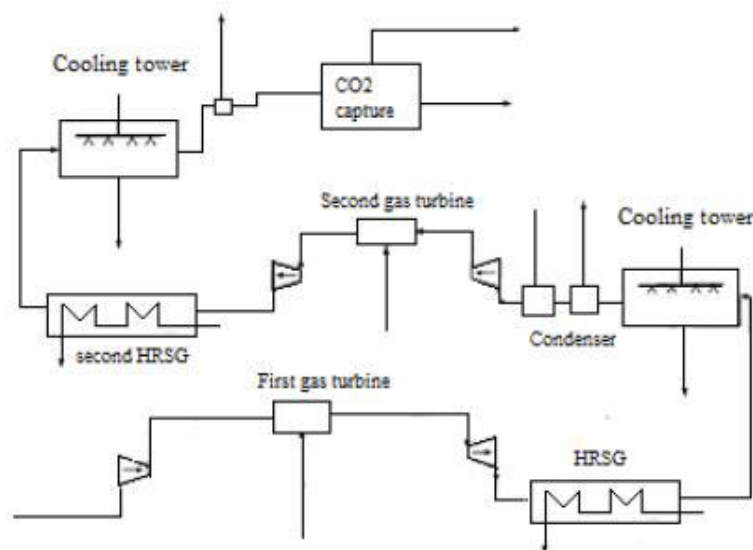 Cooling tower
CO2
capture
Second gas turbine
Cooling tower
Condenser
second HRSG
First gas turbine
HRSG